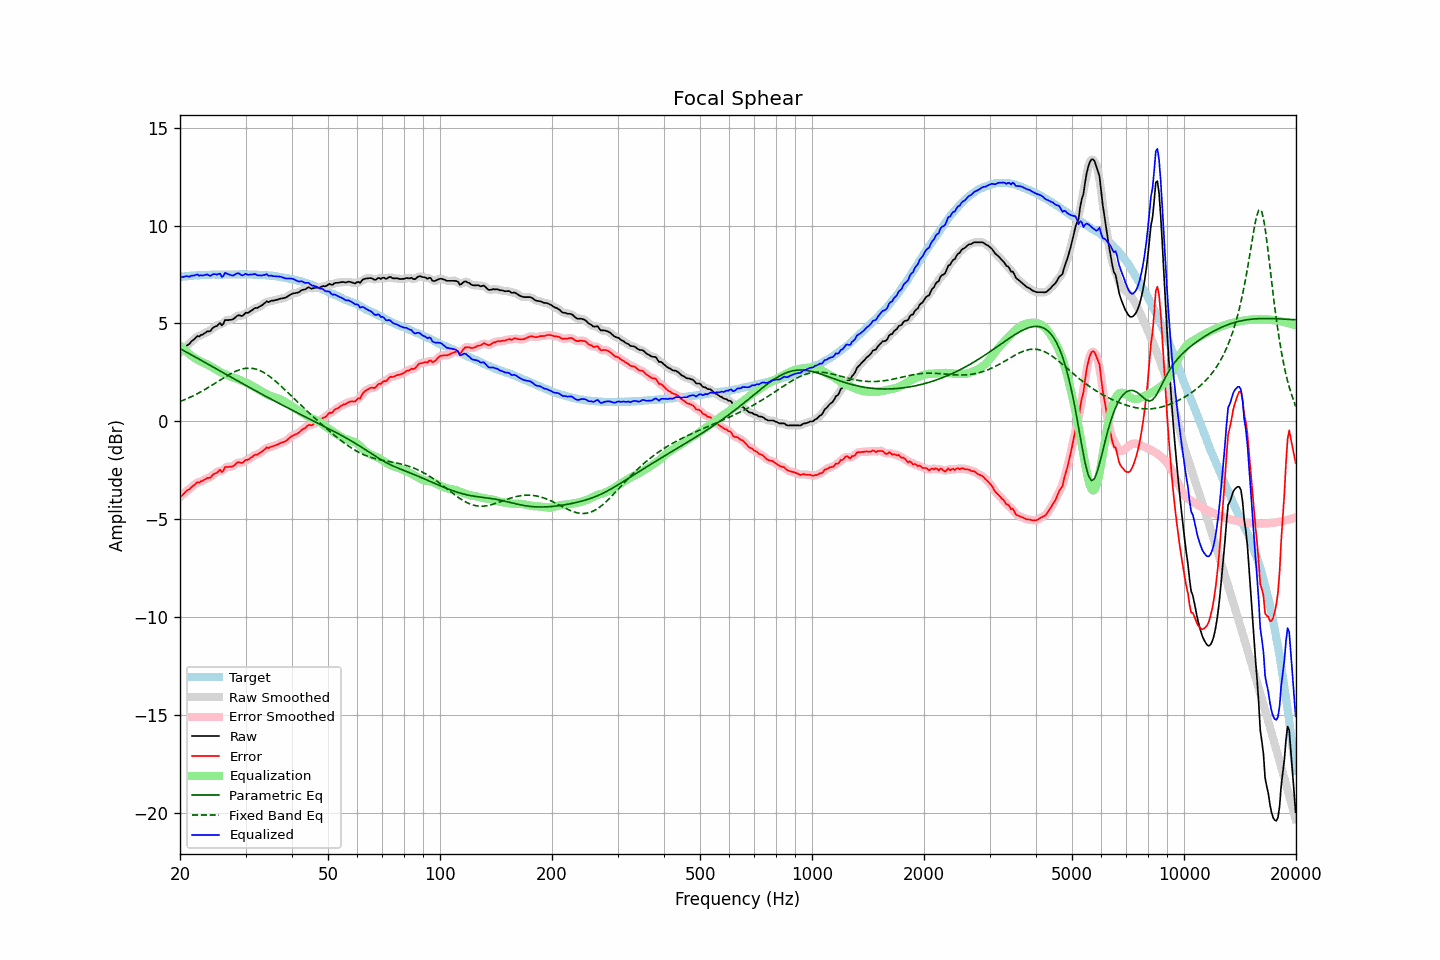 Focal Sphear
15
10
5
0
−5
−10
−15
−20
Amplitude (dBr)
Target
Raw Smoothed
Error Smoothed
Raw
Error
Equalization
Parametric Eq
Fixed Band Eq
Equalized
20 50 100 200 500 1000 2000 5000 10000 20000
Frequency (Hz)